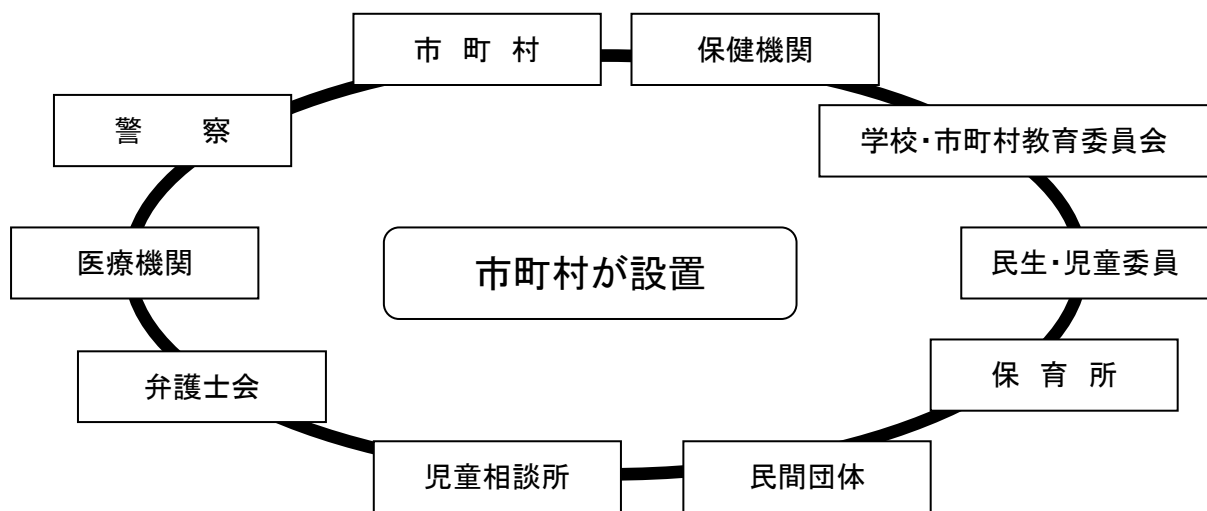 市 町 村
保健機関
警 察
学校・市町村教育委員会
医療機関
市町村が設置
民生・児童委員
弁護士会
保 育 所
児童相談所
民間団体